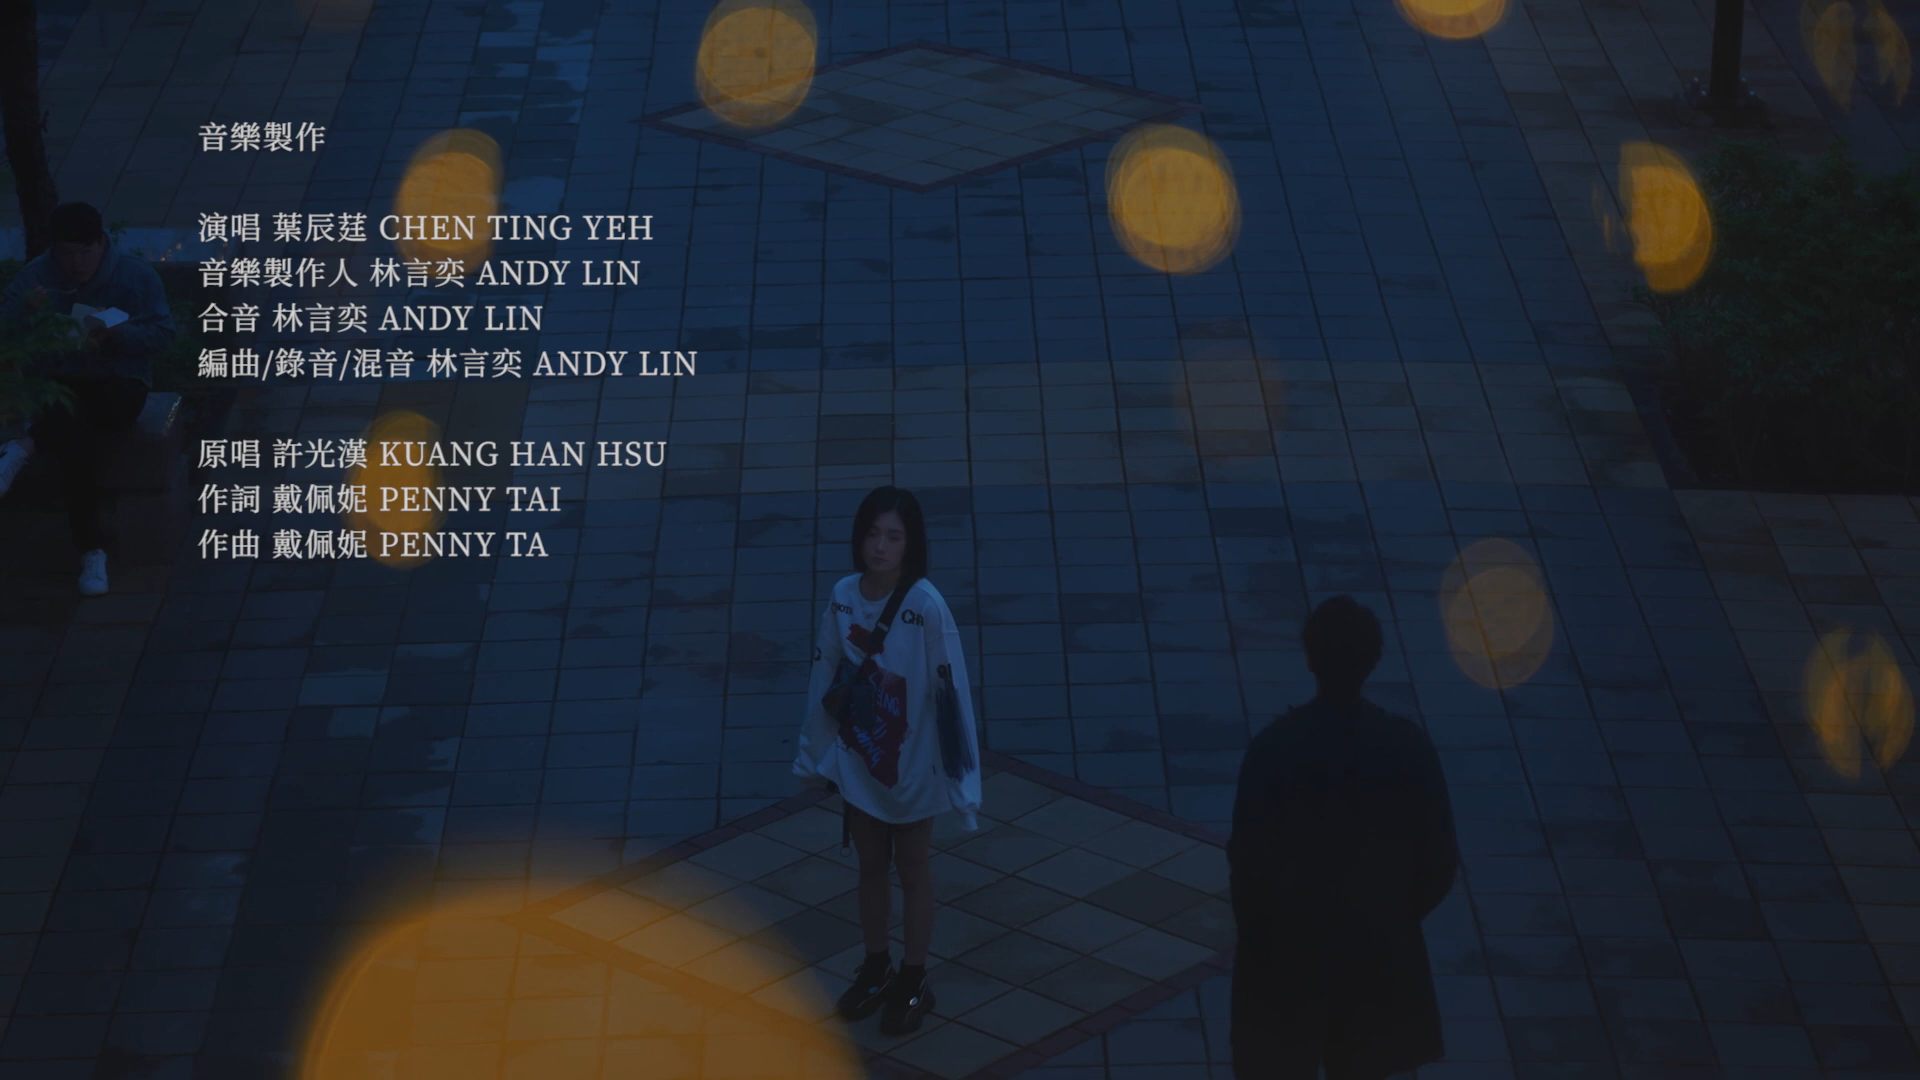 音樂製作
演唱 葉辰莛 CHEN TING YEH
音樂製作人 林言奕 ANDY LIN
合音 林言奕 ANDY LIN
編曲/錄音/混音 林言奕 ANDY LIN
原唱 許光漢 KUANG HAN HSU
作詞 戴佩妮 PENNY TAI
作曲 戴佩妮 PENNY TA